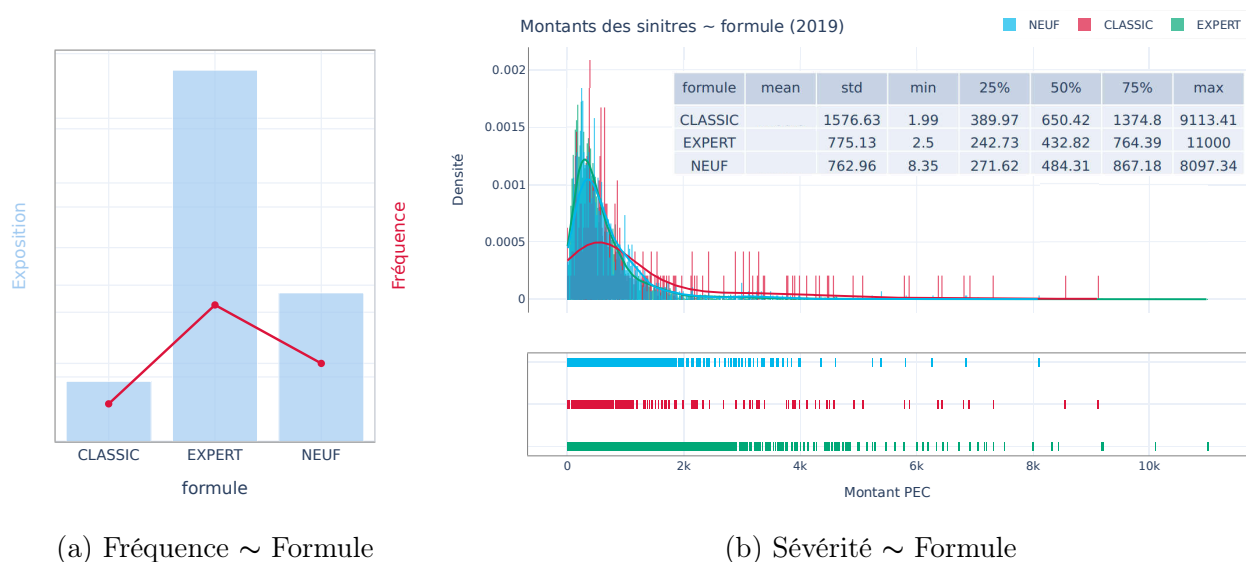 Exposition
Fréquence
CLASSIC EXPERT NEUF
formule
(a) Fréquence ∼ Formule
Montants des sinitres ~ formule (2019)
NEUF CLASSIC EXPERT
Densité
0.002
0.0015
0.001
0.0005
0
formule mean std min 25% 50% 75% max
CLASSIC 1576.63 1.99 389.97 650.42 1374.8 9113.41
EXPERT 775.13 2.5 242.73 432.82 764.39 11000
NEUF 762.96 8.35 271.62 484.31 867.18 8097.34
0 2k 4k 6k 8k 10k
Montant PEC
(b) Sévérité ∼ Formule